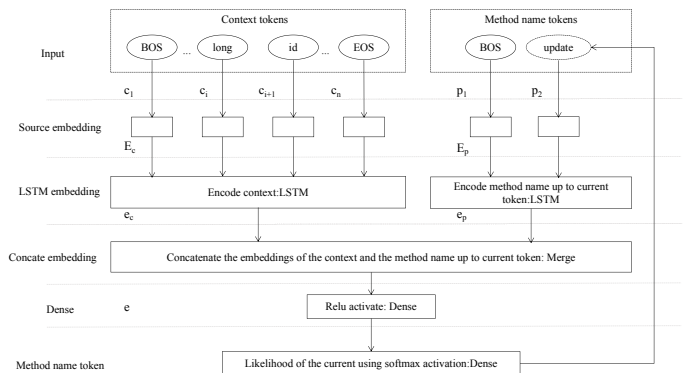 Context tokens
Method name tokens
Input
BOS ... long id ... EOS
BOS update
c1 ci ci+1 cn
p1 p2
Source embedding
Ec
Ep
LSTM embedding
Encode context:LSTM
Encode method name up to current
token:LSTM
ec
ep
Concate embedding
Concatenate the embeddings of the context and the method name up to current token: Merge
Dense
e
Relu activate: Dense
Method name token
Likelihood of the current using softmax activation:Dense